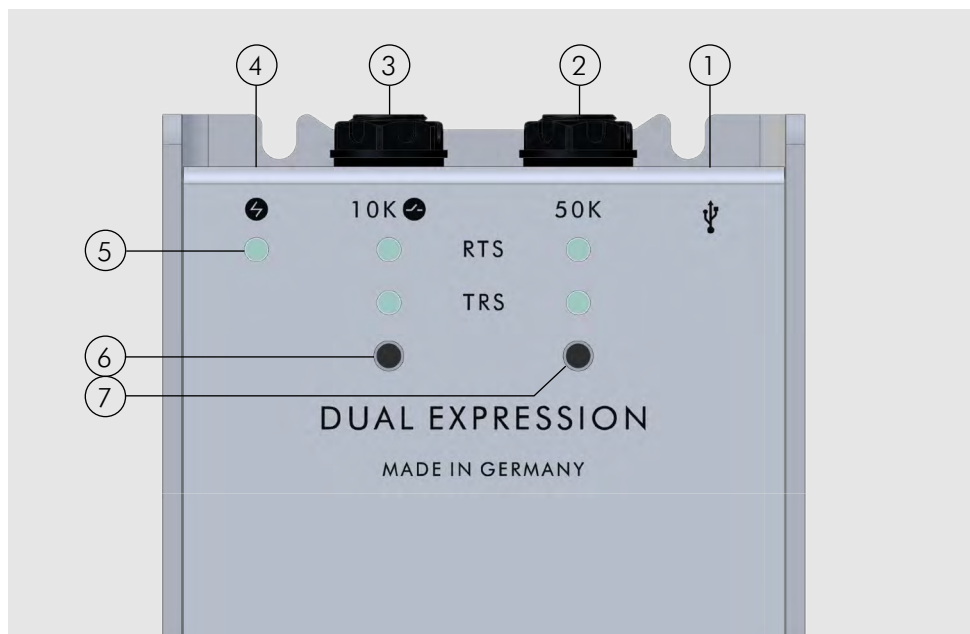 4 3 2 1
10K 50K
5 RTS
TRS
6
7
DUAL EXPRESSION
MADE IN GERMANY